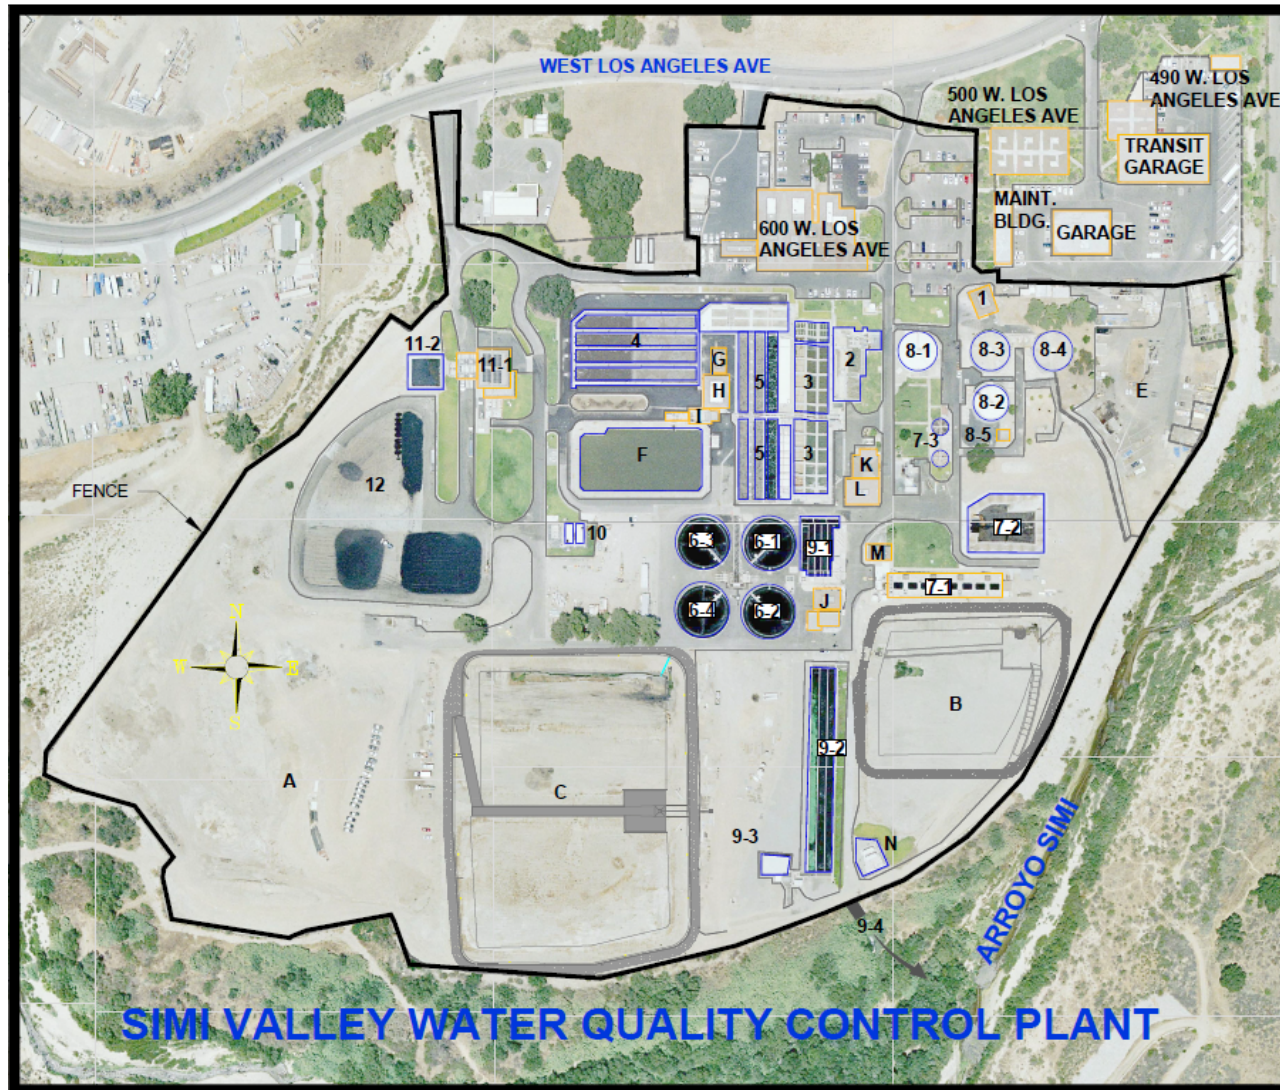 WEST LOS ANGELES AVE
490 W. LOS
ANGELES AVE
500 W. LOS
ANGELES AVE
TRANSIT
GARAGE
MAINT.
BLDG.
GARAGE
600 W. LOS
ANGELES AVE
1
11-2
11-1
4
G
H
I
5
3
2
8-1
8-3
8-4
8-2
8-5
E
7-3
F
5
3
K
L
12
FENCE
10
6-3
6-1
9-1
M
7-2
7-1
6-4
6-2
J
N
W
E
S
B
9-2
A
C
9-3
N
9-4
ARROYO SIMI
SIMI VALLEY WATER QUALITY CONTROL PLANT